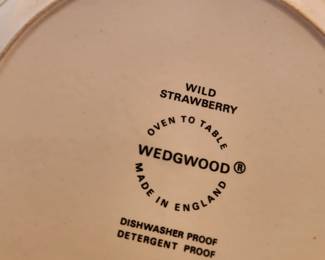 WILD
STRAWBERRY
OVEN TO TABLE
WEDGWOOD®
MADE IN ENGLAND
DISHWASHER PROOF
DETERGENT PROOF